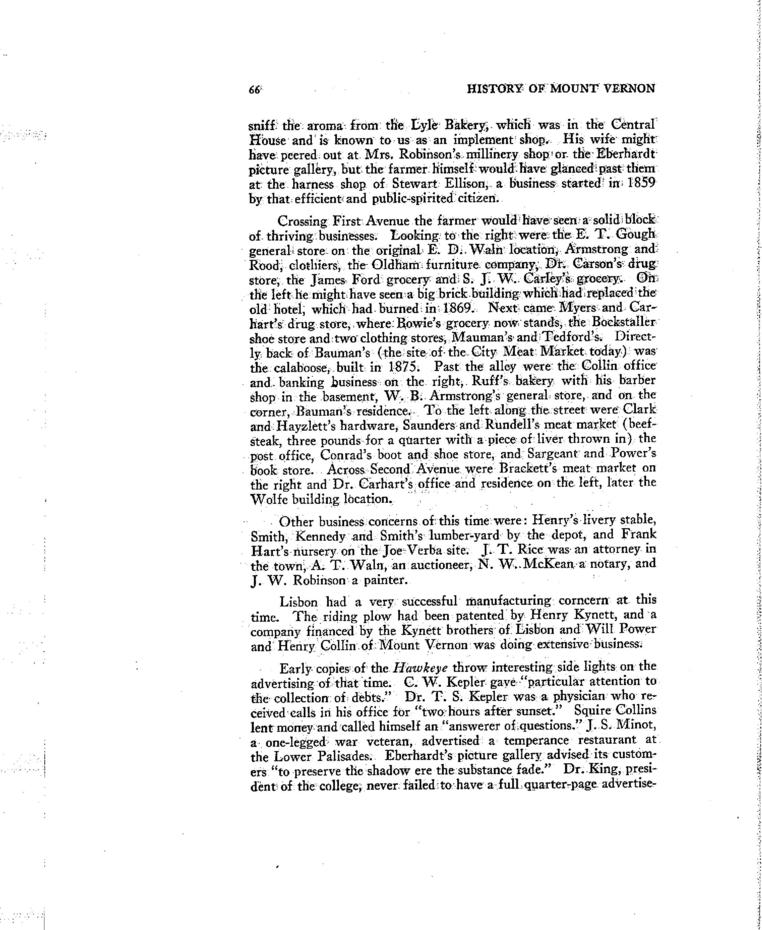 66 HISTORY OF MOUNT VERNON
sniff the aroma from the Lyle Bakery, which was in the Central
House and is known to us as an implement shop. His wife might
have peered out at Mrs. Robinson's millinery shop or the Eberhardt
picture gallery, but the farmer himself would have glanced past them
at the harness shop of Stewart Ellison, a business started in 1859
by that efficient and public-spirited citizen.
Crossing First Avenue the farmer would have seen a solid block
of thriving businesses. Looking to the right were the E. T. Gough
general store on the original E. D. Waln location, Armstrong and
Rood, clothiers, the Oldham furniture company, Dr. Carson's drug
store, the James Ford grocery and S. J. W. Carley's grocery. On
the left he might have seen a big brick building which had replaced the
old hotel, which had burned in 1869. Next came Myers and Car-
hart's drug store, where Rowie's grocery now stands, the Bockstaller
shoe store and two clothing stores, Mauman's and Tedford's. Direct-
ly back of Bauman's (the site of the City Meat Market today) was
the calaboose, built in 1875. Past the alley were the Collin office
and banking business on the right, Ruff's bakery with his barber
shop in the basement, W. B. Armstrong's general store, and on the
corner, Bauman's residence. To the left along the street were Clark
and Hayzlett's hardware, Saunders and Rundell's meat market (beef-
steak, three pounds for a quarter with a piece of liver thrown in) the
post office, Conrad's boot and shoe store, and Sargeant and Power's
book store. Across Second Avenue were Brackett's meat market on
the right and Dr. Carhart's office and residence on the left, later the
Wolfe building location.
Other business concerns of this time were: Henry's livery stable,
Smith, Kennedy and Smith's lumber-yard by the depot, and Frank
Hart's nursery on the Joe Verba site. J. T. Rice was an attorney in
the town, A. T. Waln, an auctioneer, N. W. McKean a notary, and
J. W. Robinson a painter.
Lisbon had a very successful manufacturing corncern at this
time. The riding plow had been patented by Henry Kynett, and a
company financed by the Kynett brothers of Lisbon and Will Power
and Henry Collin of Mount Vernon was doing extensive business.
Early copies of the Hawkeye throw interesting side lights on the
advertising of that time. C. W. Kepler gave "particular attention to
the collection of debts." Dr. T. S. Kepler was a physician who re-
ceived calls in his office for "two hours after sunset." Squire Collins
lent money and called himself an "answerer of questions." J. S. Minot,
a one-legged war veteran, advertised a temperance restaurant at
the Lower Palisades. Eberhardt's picture gallery advised its custom-
ers "to preserve the shadow ere the substance fade." Dr. King, presi-
dent of the college, never failed to have a full quarter-page advertise-